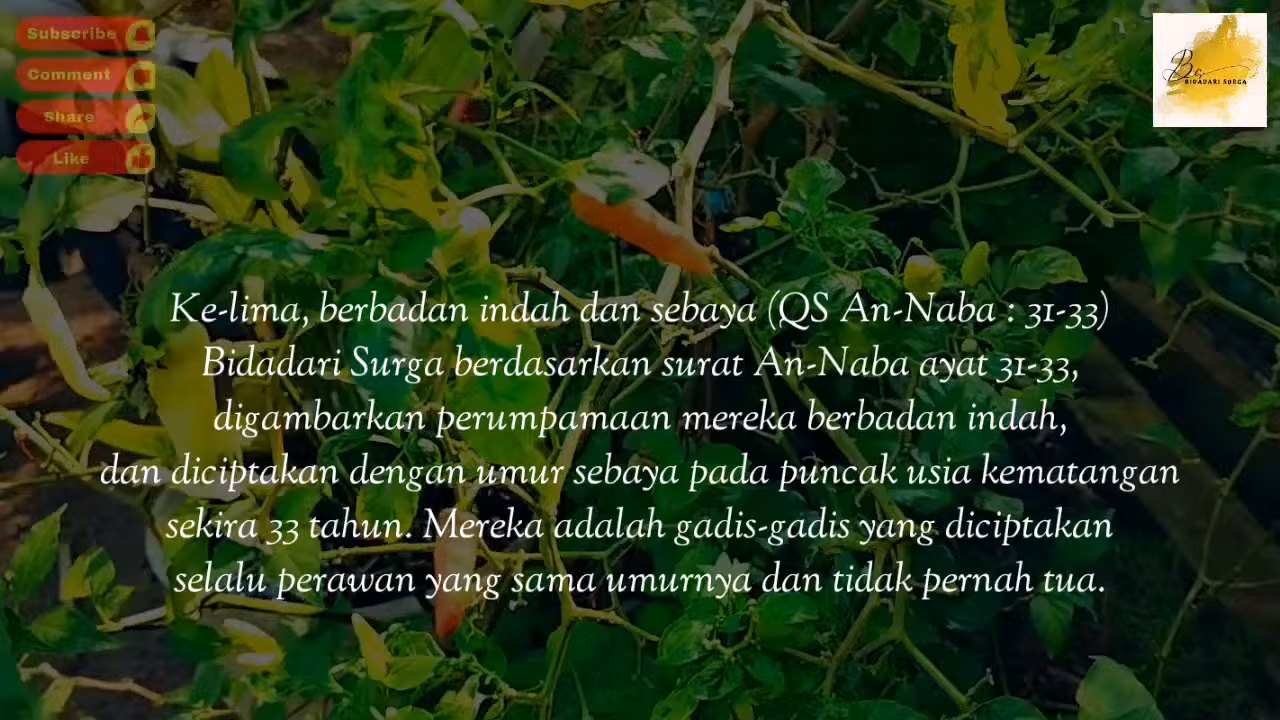 Subscribe
Comment
Share
Like
Bs
BIDADARI SURGA
Ke-lima, berbadan indah dan sebaya (QS An-Naba : 31-33)
Bidadari Surga berdasarkan surat An-Naba ayat 31-33,
digambarkan perumpamaan mereka berbadan indah,
dan diciptakan dengan umur sebaya pada puncak usia kematangan
sekira 33 tahun. Mereka adalah gadis-gadis yang diciptakan
selalu perawan yang sama umurnya dan tidak pernah tua.